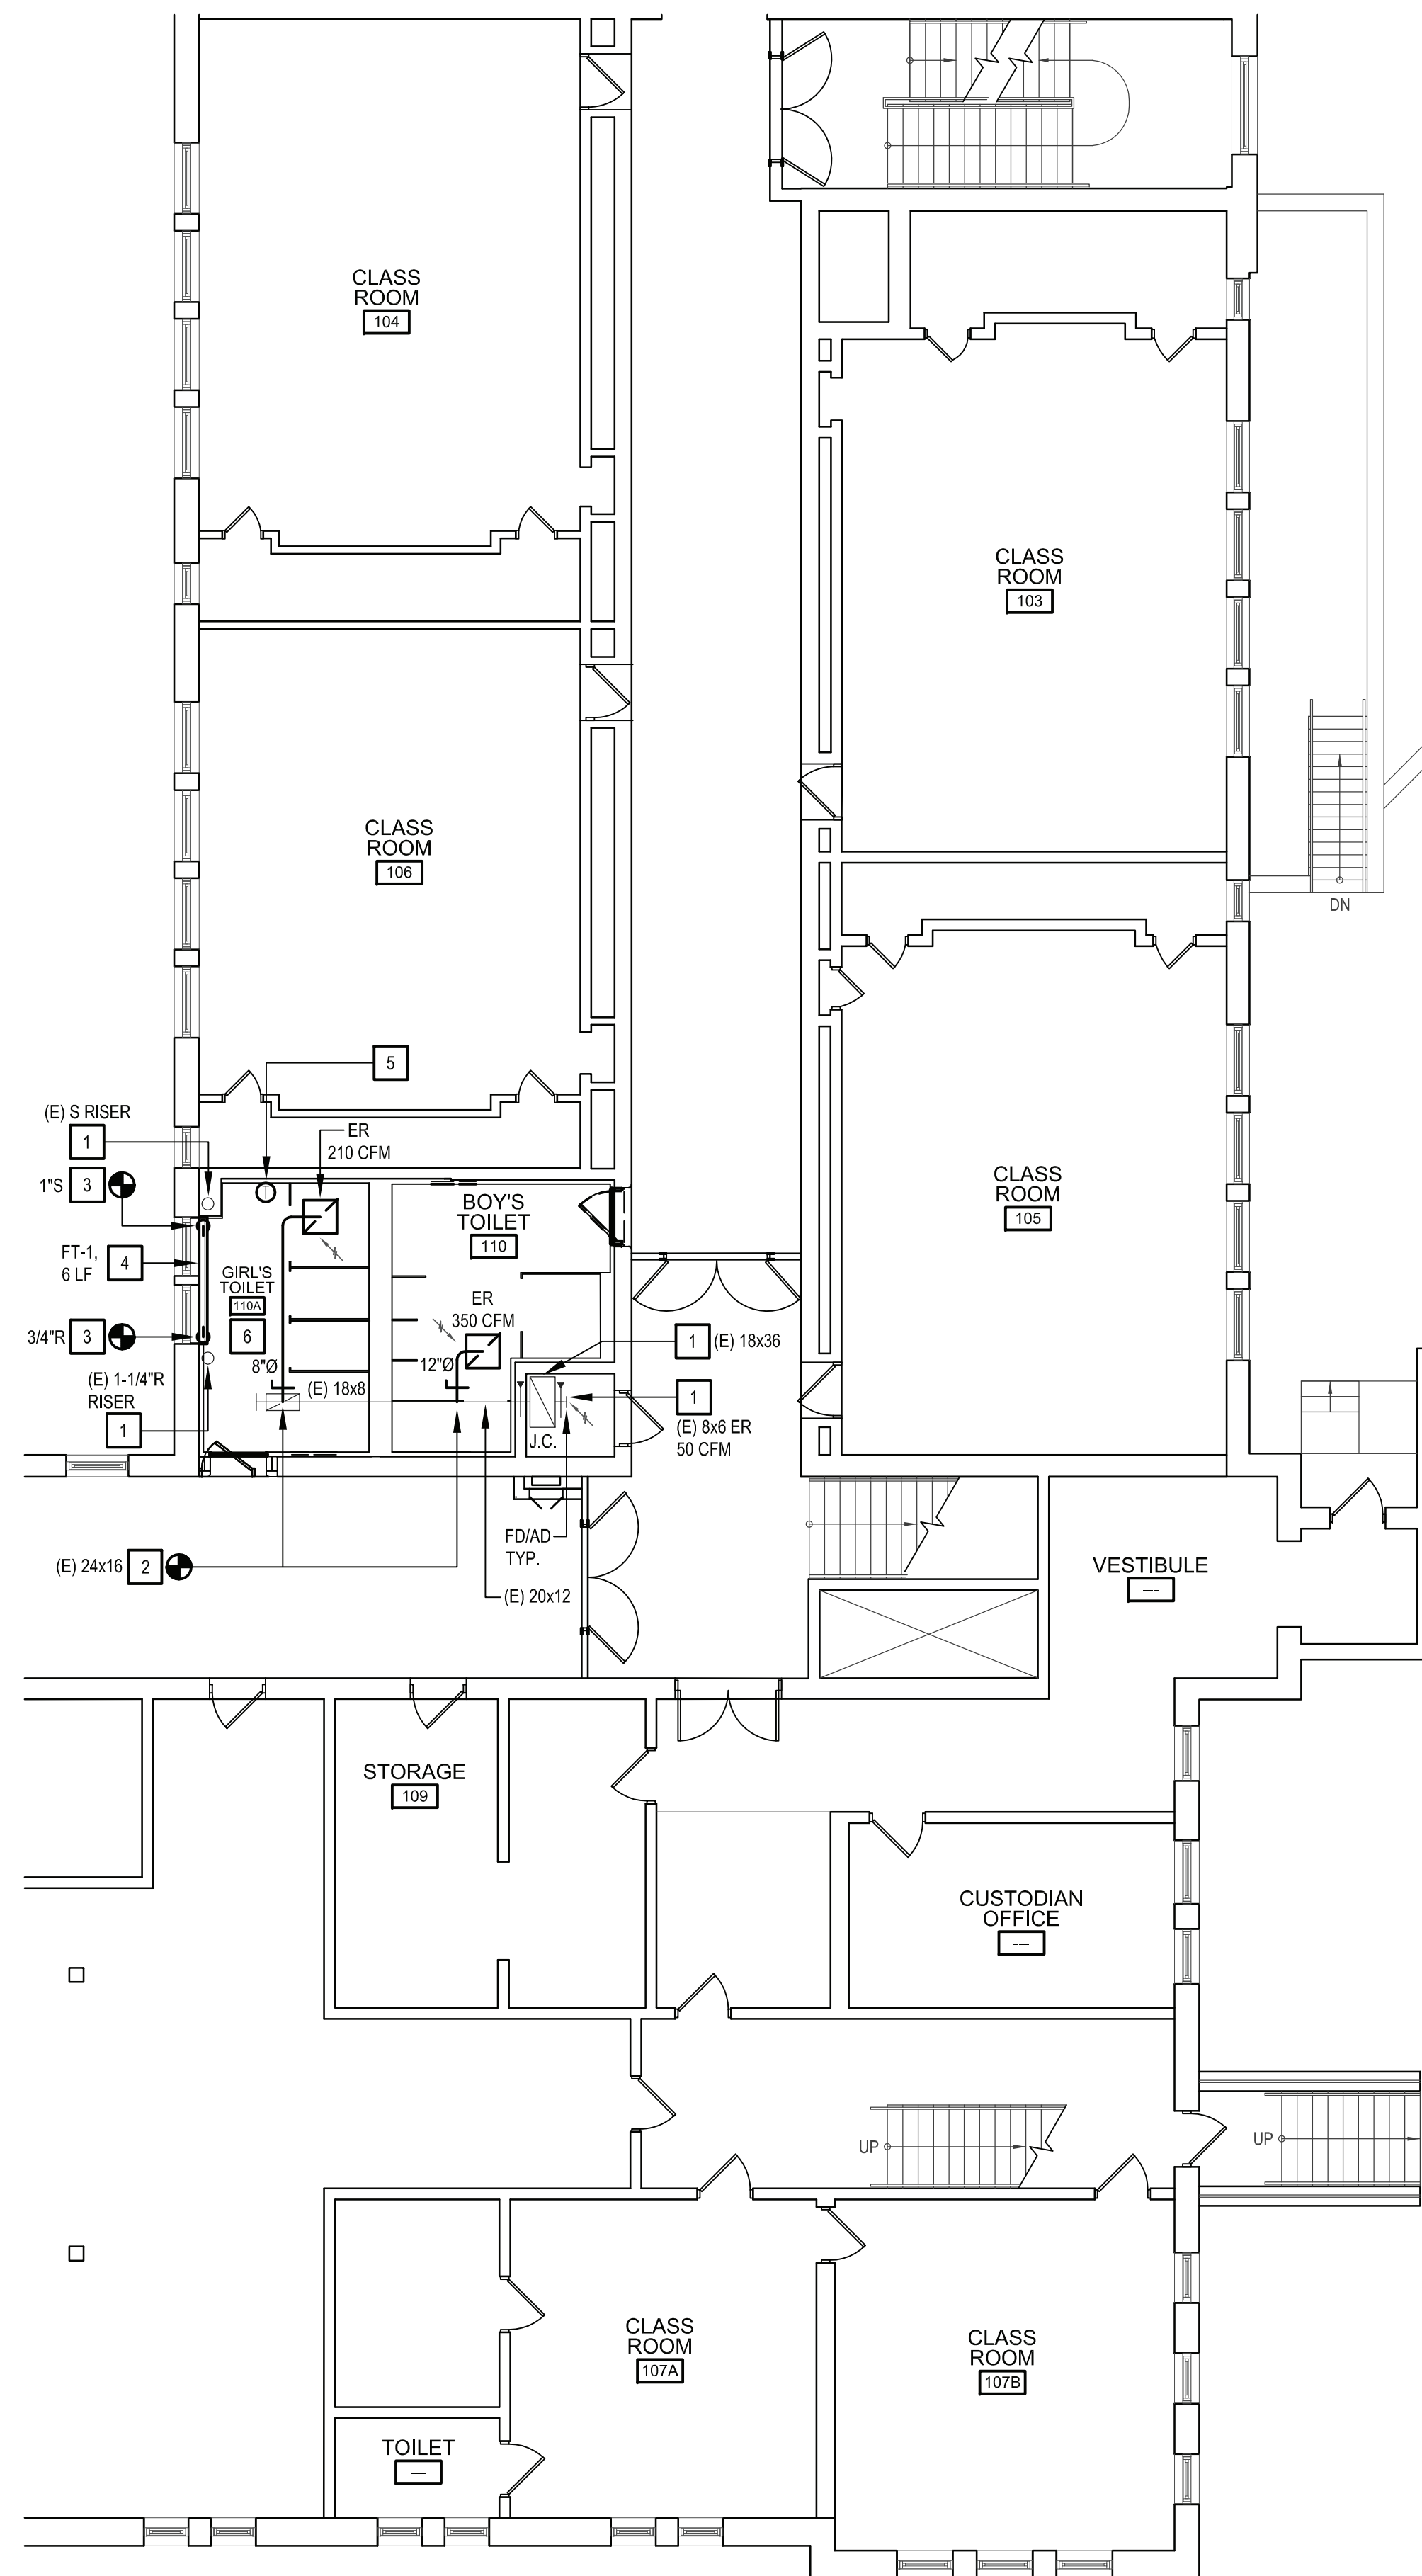 CLASS
ROOM
104
CLASS
ROOM
103
CLASS
ROOM
106
DN
5
(E) S RISER
1
ER
210 CFM
1"S 3
BOY'S
TOILET
110
CLASS
ROOM
105
FT-1,
6 LF
4
GIRL'S
TOILET
110A
6
ER
350 CFM
3/4"R 3
1 (E) 18x36
8"Ø
12"Ø
(E) 1-1/4"R
RISER
1
(E) 18x8
1
(E) 8x6 ER
50 CFM
J.C.
FD/AD
TYP.
(E) 24x16 2
(E) 20x12
VESTIBULE
---
STORAGE
109
CUSTODIAN
OFFICE
---
UP
UP
CLASS
ROOM
107A
CLASS
ROOM
107B
TOILET
---